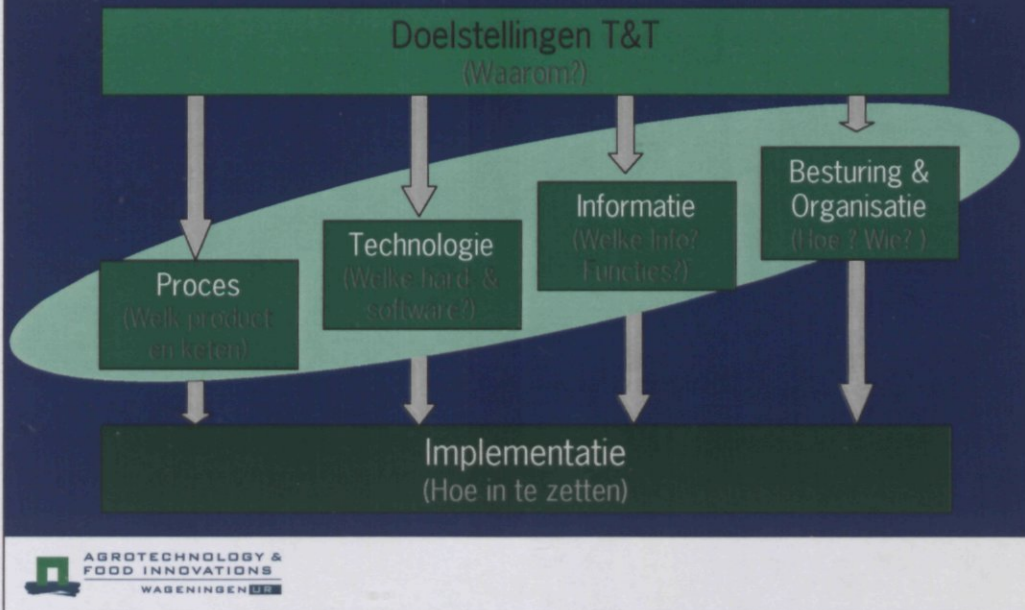 Doelstellingen T&T
(Waarom?)
Proces
(Welk product
en keten)
Technologie
(Welke hard. &
software?)
Informatie
(Welke Info?
Functies?)
Besturing &
Organisatie
(Hoe ? Wie? )
Implementatie
(Hoe in te zetten)
AGROTECHNOLOGY &
FOOD INNOVATIONS
WAGENINGEN UR